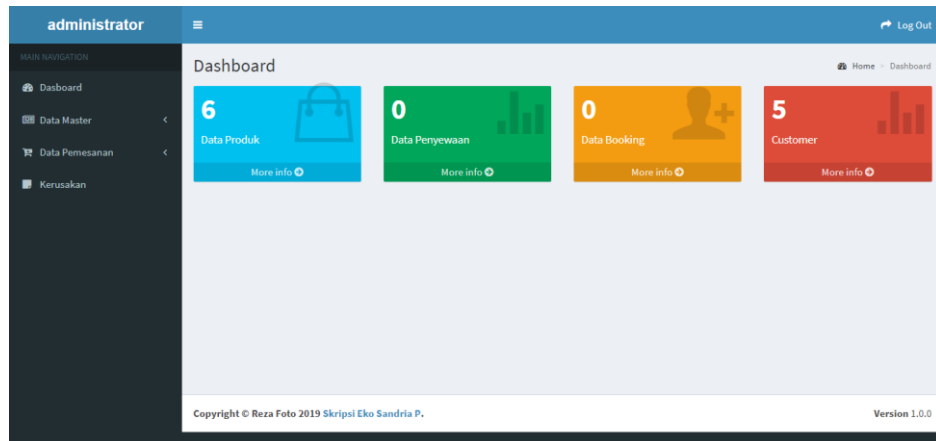 administrator
Log Out
MAIN NAVIGATION
Dasboard
Data Master
Data Pemesanan
Kerusakan
Dashboard
Home > Dashboard
6
Data Produk
More info
0
Data Penyewaan
More info
0
Data Booking
More info
5
Customer
More info
Copyright © Reza Foto 2019 Skripsi Eko Sandria P.
Version 1.0.0